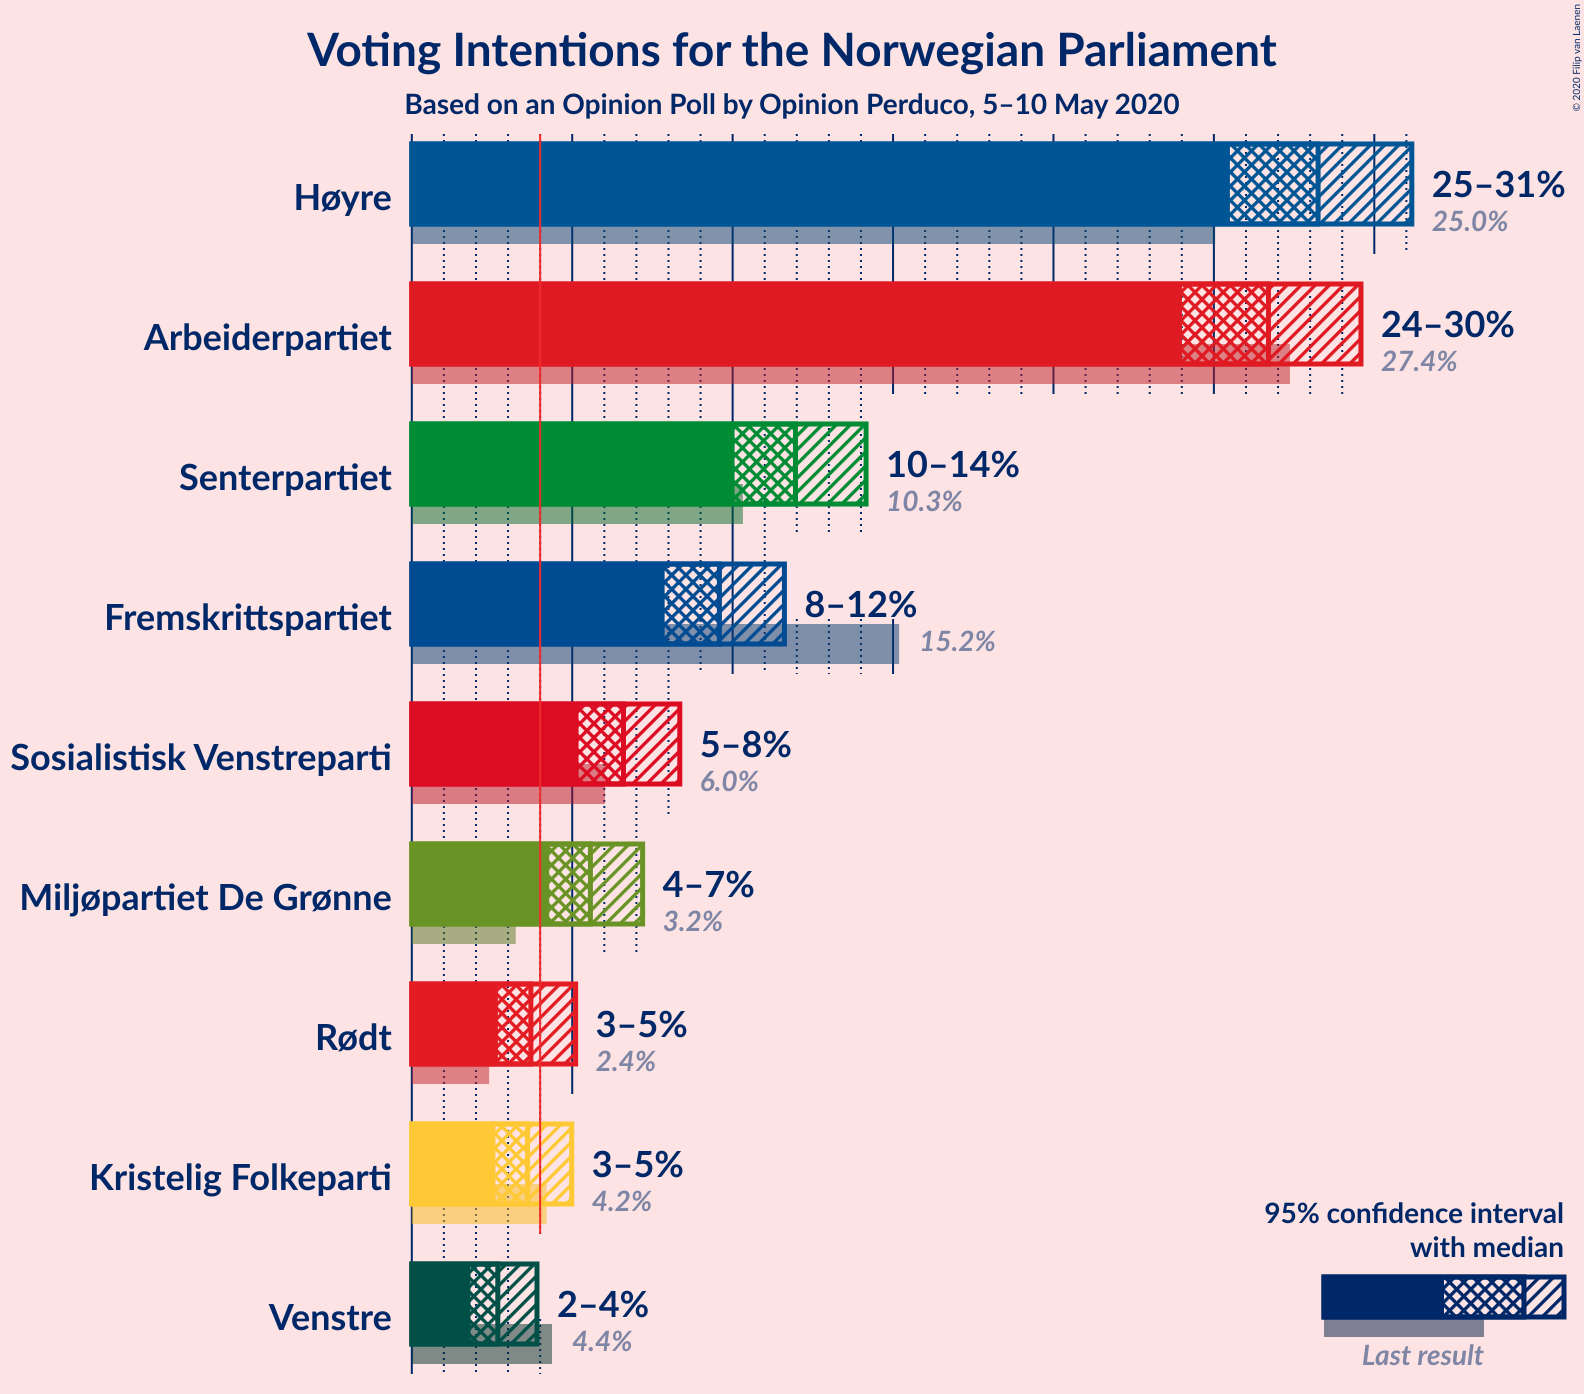 Voting Intentions for the Norwegian Parliament
Based on an Opinion Poll by Opinion Perduco, 5–10 May 2020
© 2020 Filip van Laenen
Høyre
25–31%
25.0%
Arbeiderpartiet
24–30%
27.4%
Senterpartiet
10–14%
10.3%
Fremskrittspartiet
8–12%
15.2%
Sosialistisk Venstreparti
5–8%
6.0%
Miljøpartiet De Grønne
4–7%
3.2%
Rødt
3–5%
2.4%
Kristelig Folkeparti
3–5%
4.2%
Venstre
2–4%
4.4%
95% confidence interval
with median
Last result